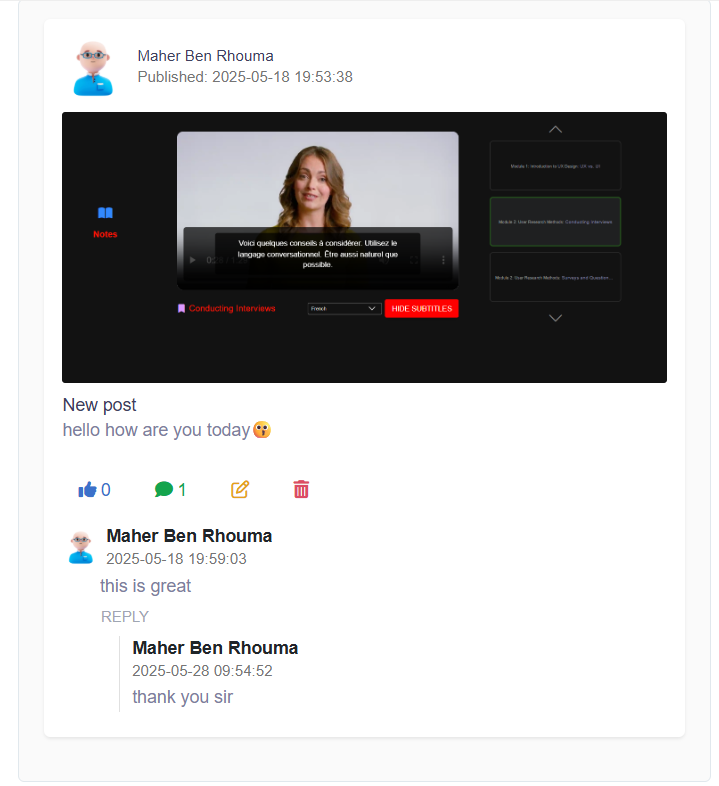 Maher Ben Rhouma
Published: 2025-05-18 19:53:38
Notes
Voici quelques conseils à considérer. Utilisez le
langage conversationnel. Être aussi naturel que
possible.
Conducting Interviews
French
HIDE SUBTITLES
Module 1: Introduction to UX Design: UX vs. UI
Module 2: User Research Methods: Conducting Interviews
Module 2: User Research Methods: Surveys and Question...
New post
hello how are you today🤫
0
1
Maher Ben Rhouma
2025-05-18 19:59:03
this is great
REPLY
Maher Ben Rhouma
2025-05-28 09:54:52
thank you sir